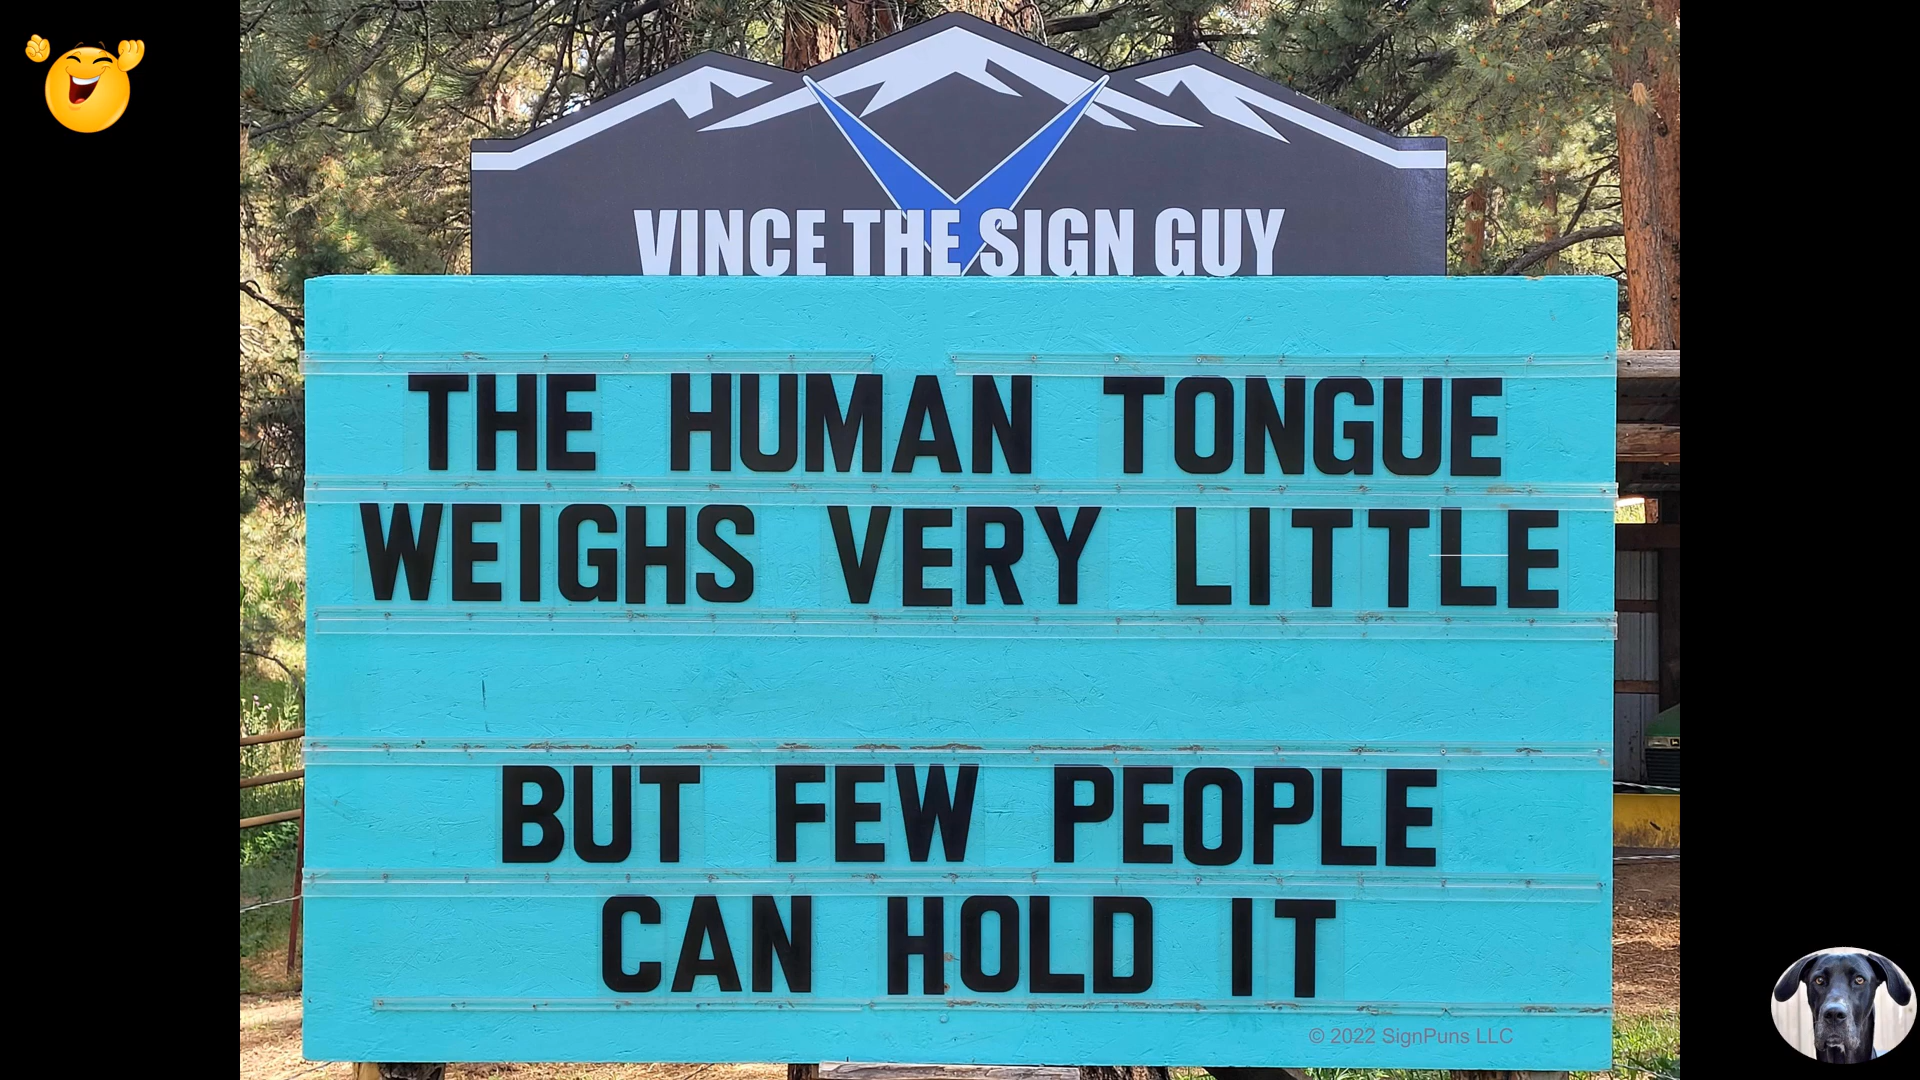 VINCE THE SIGN GUY
THE HUMAN TONGUE
WEIGHS VERY LITTLE
BUT FEW PEOPLE
CAN HOLD IT
© 2022 SignPuns LLC